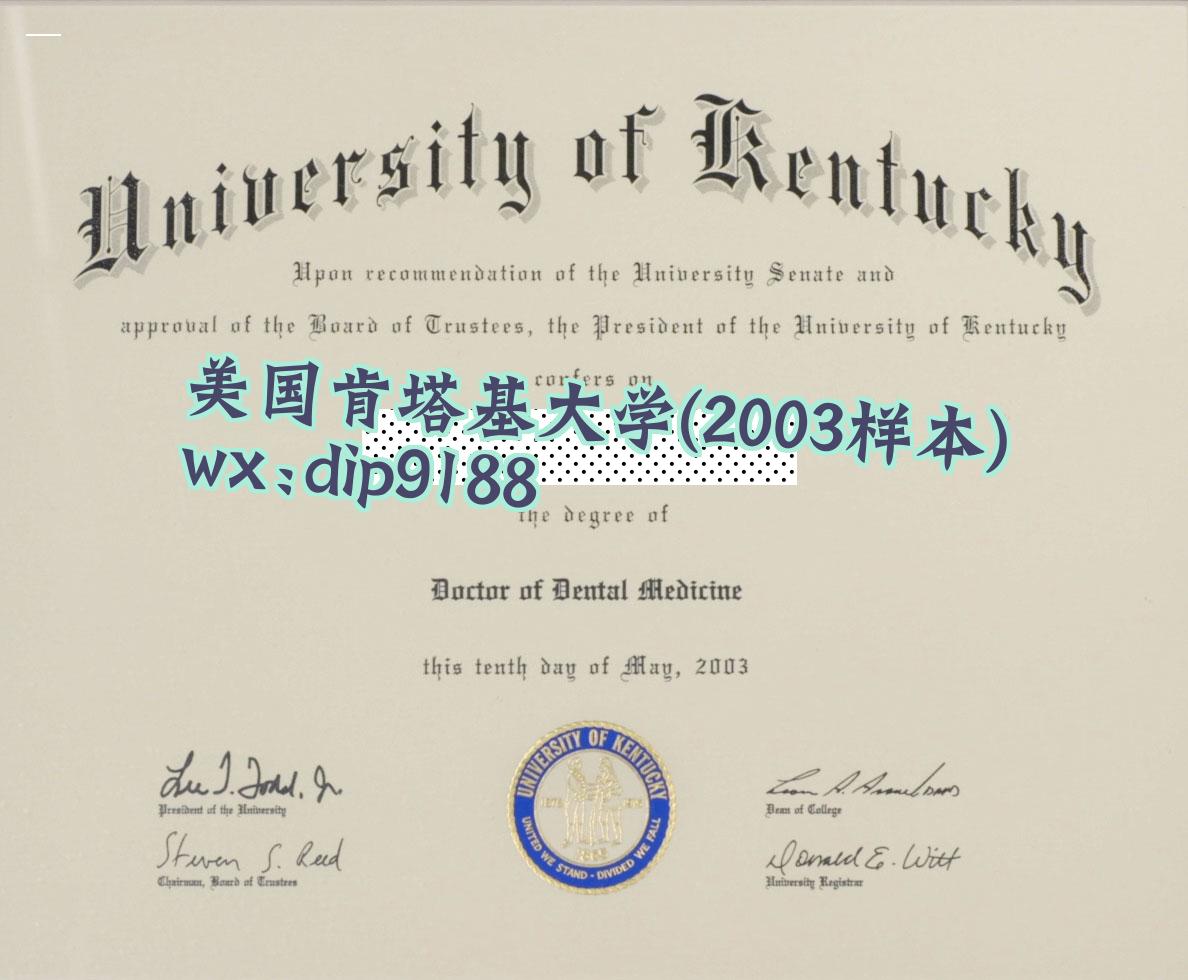 University of Kentucky
Upon recommendation of the University Senate and
approval of the Board of Trustees, the President of the University of Kentucky
confers on
美国肯塔基大学(2003样本)
wx;dip9188
the degree of
Doctor of Dental Medicine
this tenth day of May, 2003
Lee T. Todd, Jr.
President of the University
Steven S. Reed
Chairman, Board of Trustees
UNIVERSITY OF KENTUCKY
UNITED WE STAND - DIVIDED WE FALL
Dean of College
Donald E. Witt
University Registrar